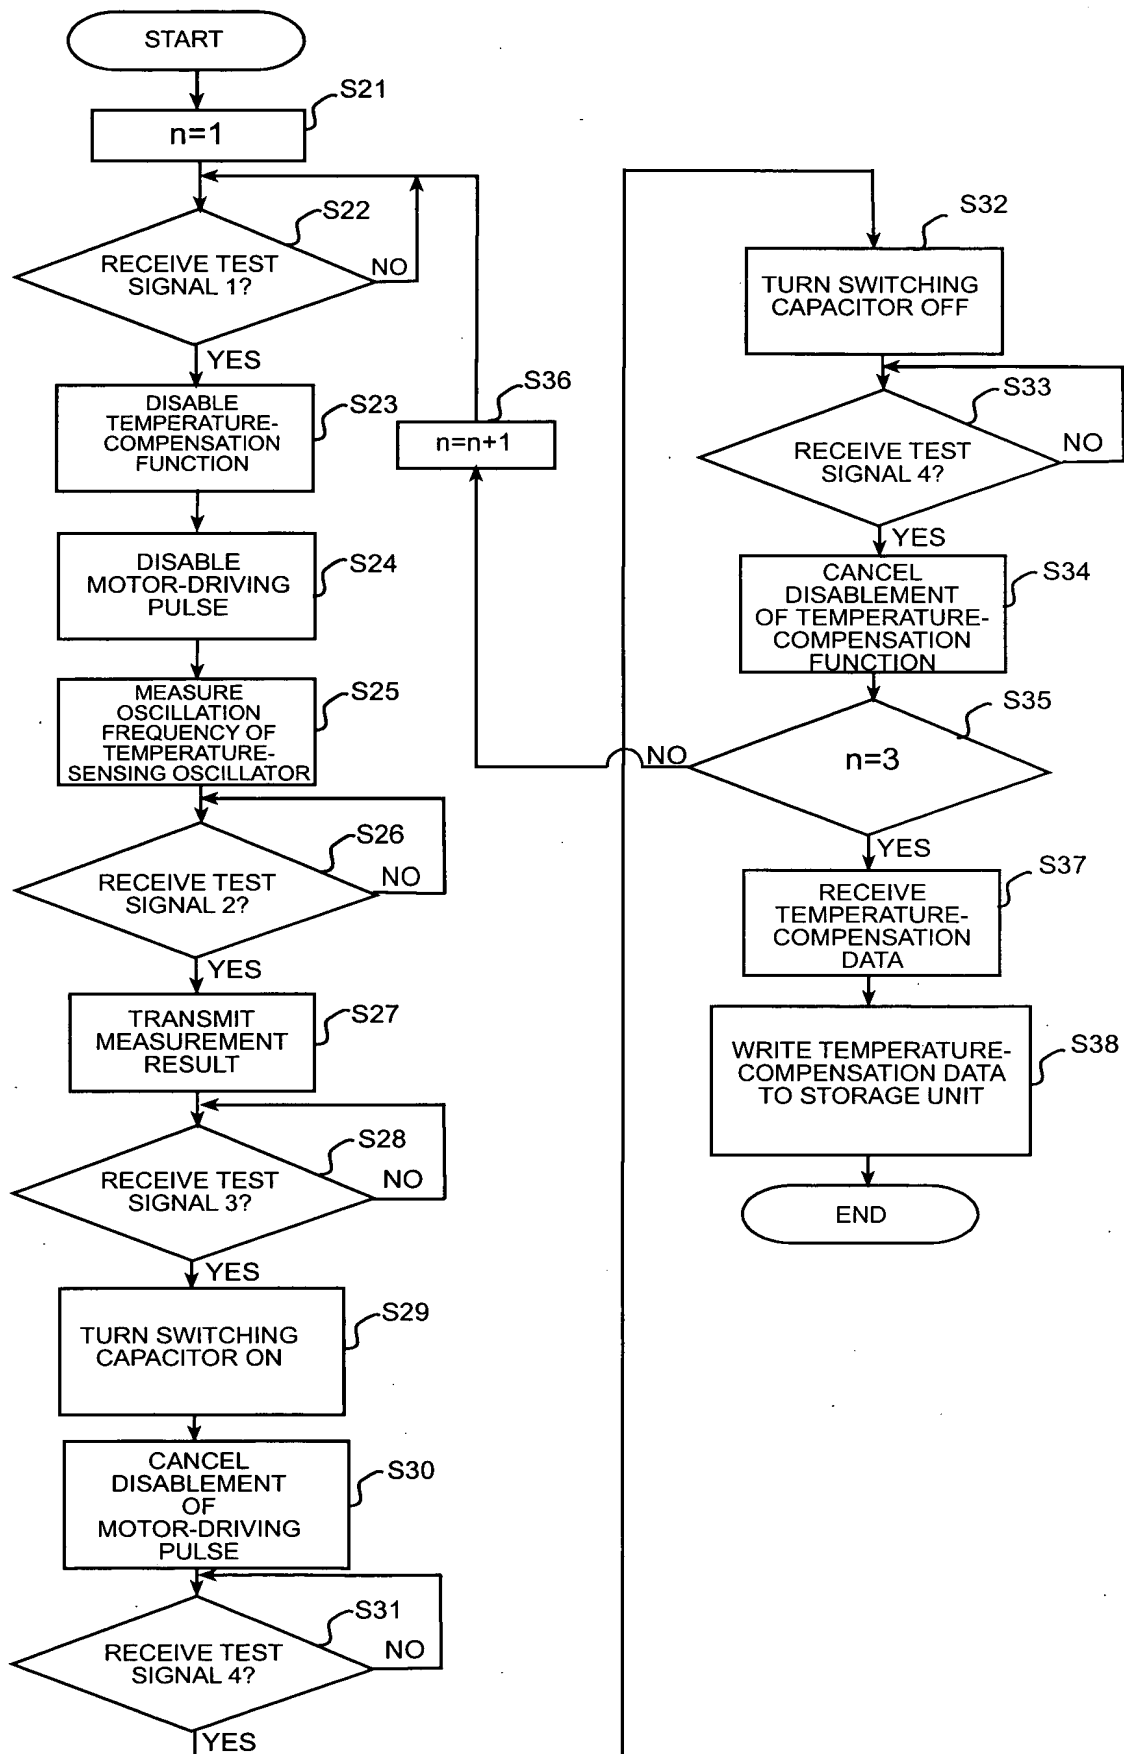 START
S21
n=1
S22
RECEIVE TEST
SIGNAL 1?
NO
YES
S23
DISABLE
TEMPERATURE-
COMPENSATION
FUNCTION
S24
DISABLE
MOTOR-DRIVING
PULSE
S25
MEASURE
OSCILLATION
FREQUENCY OF
TEMPERATURE-
SENSING OSCILLATOR
S26
RECEIVE TEST
SIGNAL 2?
NO
YES
S27
TRANSMIT
MEASUREMENT
RESULT
S28
RECEIVE TEST
SIGNAL 3?
NO
YES
S29
TURN SWITCHING
CAPACITOR ON
S30
CANCEL
DISABLEMENT
OF
MOTOR-DRIVING
PULSE
S31
RECEIVE TEST
SIGNAL 4?
NO
YES
S36
n=n+1
S32
TURN SWITCHING
CAPACITOR OFF
S33
RECEIVE TEST
SIGNAL 4?
NO
YES
S34
CANCEL
DISABLEMENT
OF TEMPERATURE-
COMPENSATION
FUNCTION
S35
n=3
NO
YES
S37
RECEIVE
TEMPERATURE-
COMPENSATION
DATA
S38
WRITE TEMPERATURE-
COMPENSATION DATA
TO STORAGE UNIT
END